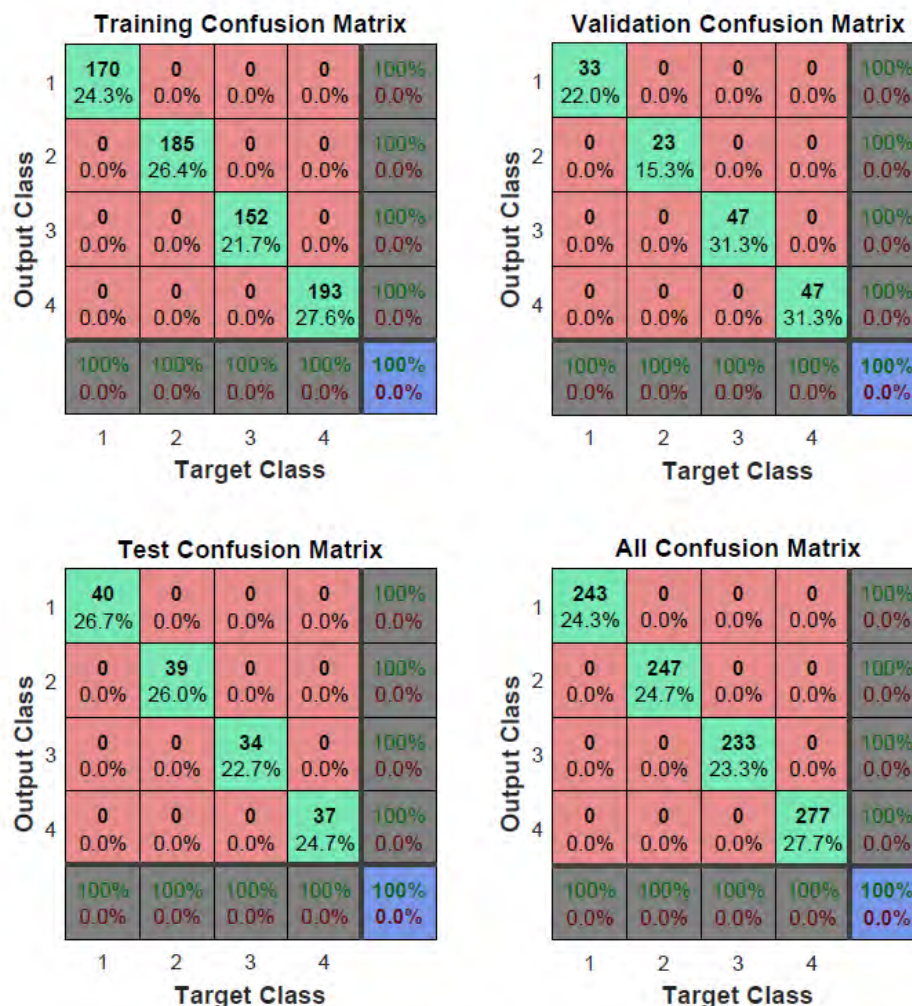 Training Confusion Matrix
1 170 0 0 0 100%
24.3% 0.0% 0.0% 0.0% 0.0%
2 0 185 0 0 100%
0.0% 26.4% 0.0% 0.0% 0.0%
3 0 0 152 0 100%
0.0% 0.0% 21.7% 0.0% 0.0%
4 0 0 0 193 100%
0.0% 0.0% 0.0% 27.6% 0.0%
100% 100% 100% 100% 100%
0.0% 0.0% 0.0% 0.0% 0.0%
1 2 3 4
Target Class
Output Class
Validation Confusion Matrix
1 33 0 0 0 100%
22.0% 0.0% 0.0% 0.0% 0.0%
2 0 23 0 0 100%
0.0% 15.3% 0.0% 0.0% 0.0%
3 0 0 47 0 100%
0.0% 0.0% 31.3% 0.0% 0.0%
4 0 0 0 47 100%
0.0% 0.0% 0.0% 31.3% 0.0%
100% 100% 100% 100% 100%
0.0% 0.0% 0.0% 0.0% 0.0%
1 2 3 4
Target Class
Output Class
Test Confusion Matrix
1 40 0 0 0 100%
26.7% 0.0% 0.0% 0.0% 0.0%
2 0 39 0 0 100%
0.0% 26.0% 0.0% 0.0% 0.0%
3 0 0 34 0 100%
0.0% 0.0% 22.7% 0.0% 0.0%
4 0 0 0 37 100%
0.0% 0.0% 0.0% 24.7% 0.0%
100% 100% 100% 100% 100%
0.0% 0.0% 0.0% 0.0% 0.0%
1 2 3 4
Target Class
Output Class
All Confusion Matrix
1 243 0 0 0 100%
24.3% 0.0% 0.0% 0.0% 0.0%
2 0 247 0 0 100%
0.0% 24.7% 0.0% 0.0% 0.0%
3 0 0 233 0 100%
0.0% 0.0% 23.3% 0.0% 0.0%
4 0 0 0 277 100%
0.0% 0.0% 0.0% 27.7% 0.0%
100% 100% 100% 100% 100%
0.0% 0.0% 0.0% 0.0% 0.0%
1 2 3 4
Target Class
Output Class